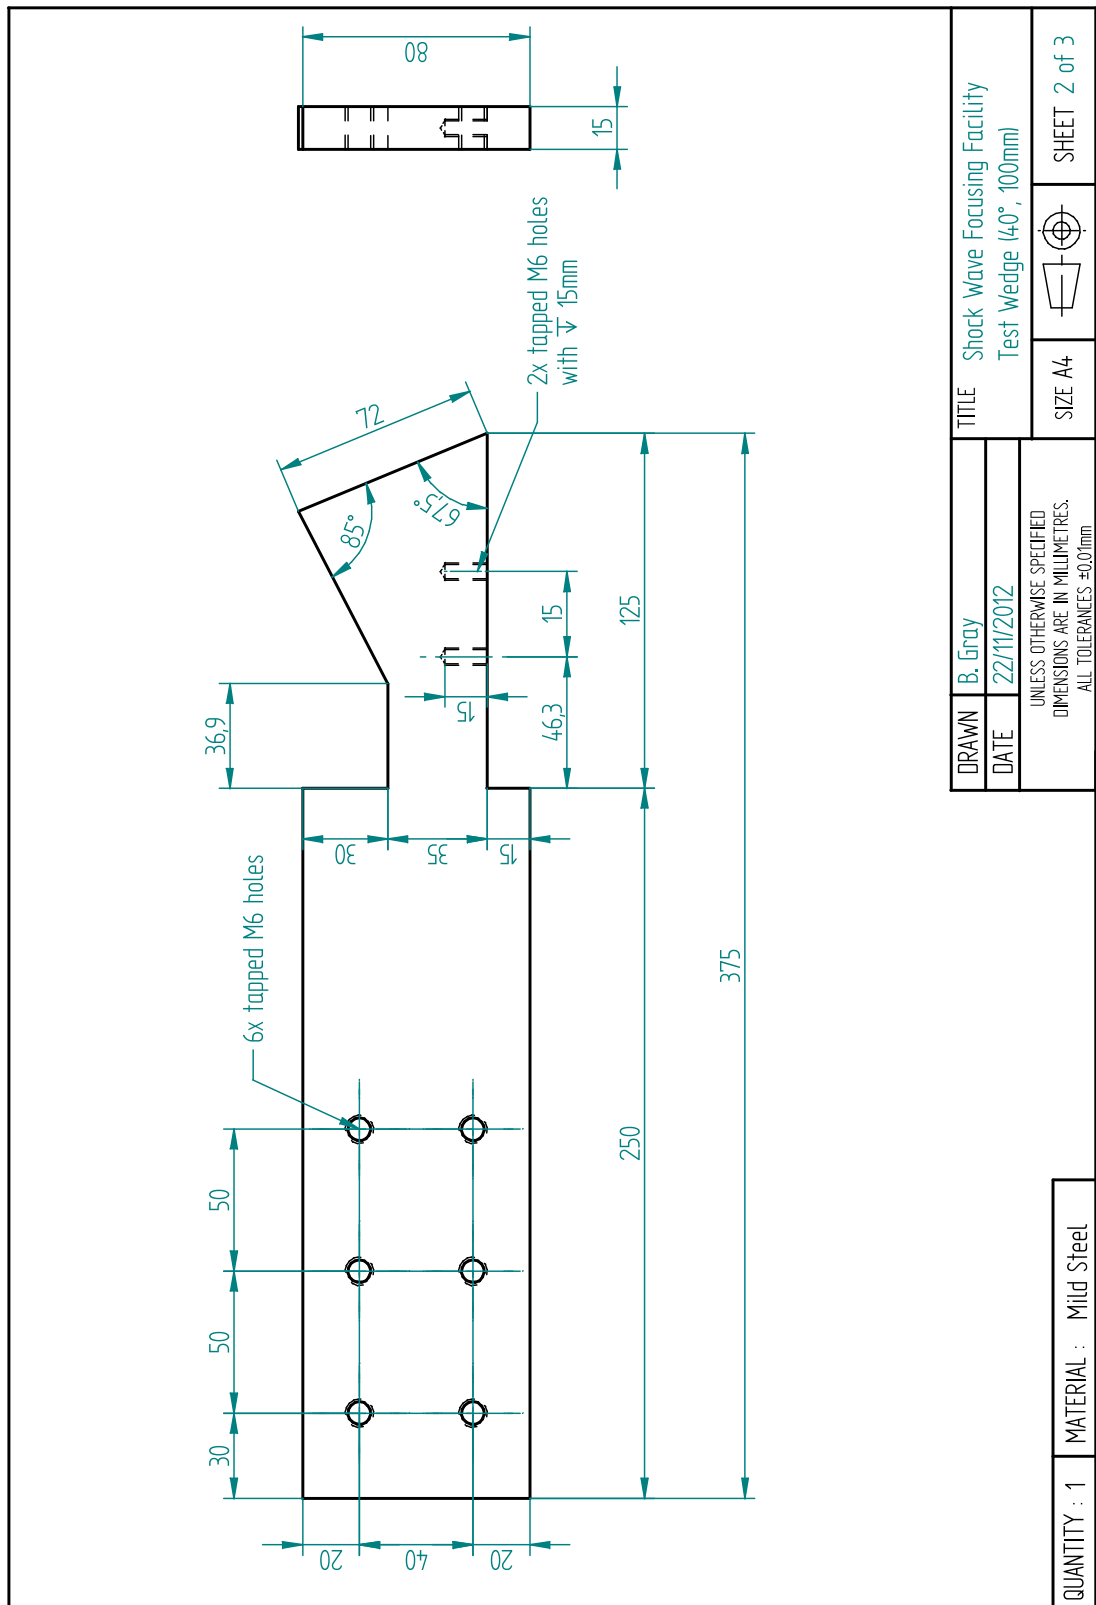 80
15
72
2x tapped M6 holes
with ↧ 15mm
85°
67,5°
36,9
15
15
46,3
125
30
35
15
6x tapped M6 holes
375
250
50
50
30
20
40
20
DRAWN
B. Gray
DATE
22/11/2012
UNLESS OTHERWISE SPECIFIED
DIMENSIONS ARE IN MILLIMETRES.
ALL TOLERANCES ±0.01mm
TITLE
Shock Wave Focusing Facility
Test Wedge (40°, 100mm)
SIZE A4
SHEET 2 of 3
QUANTITY : 1
MATERIAL : Mild Steel